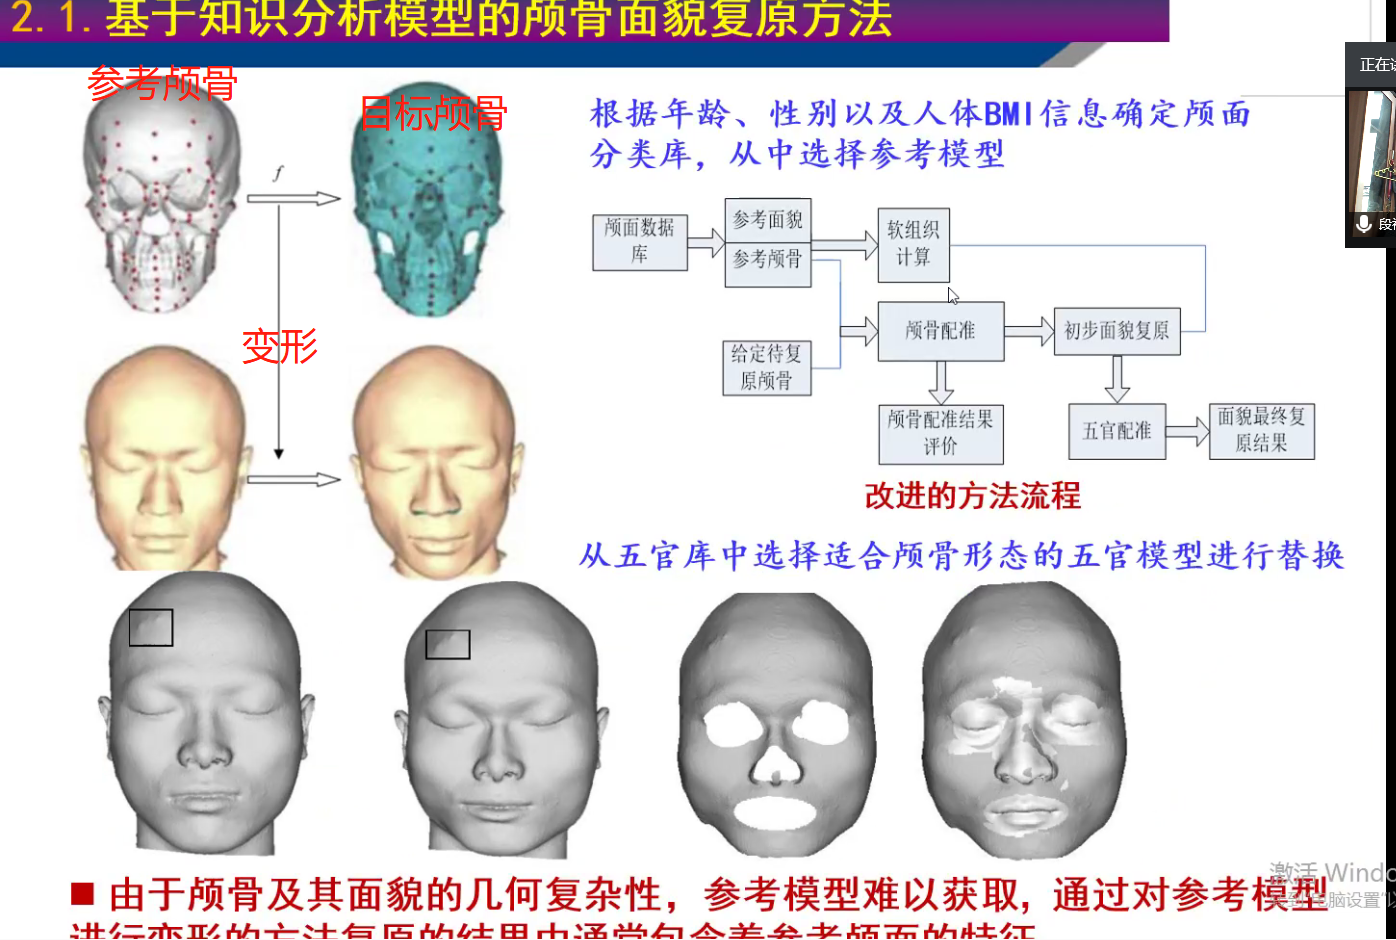 2.1.基于知识分析模型的颅骨面貌复原方法
参考颅骨
目标颅骨
f
变形
根据年龄、性别以及人体BMI信息确定颅面
分类库，从中选择参考模型
颅面数据
库
参考面貌
参考颅骨
软组织
计算
给定待复
原颅骨
颅骨配准
初步面貌复原
颅骨配准结果
评价
五官配准
面貌最终复
原结果
改进的方法流程
从五官库中选择适合颅骨形态的五官模型进行替换
■ 由于颅骨及其面貌的几何复杂性，参考模型难以获取，通过对参考模型
进行变形的方法复原的结果中通常包含着参考颅面的特征
正在
激活 Windo
电脑设置"以